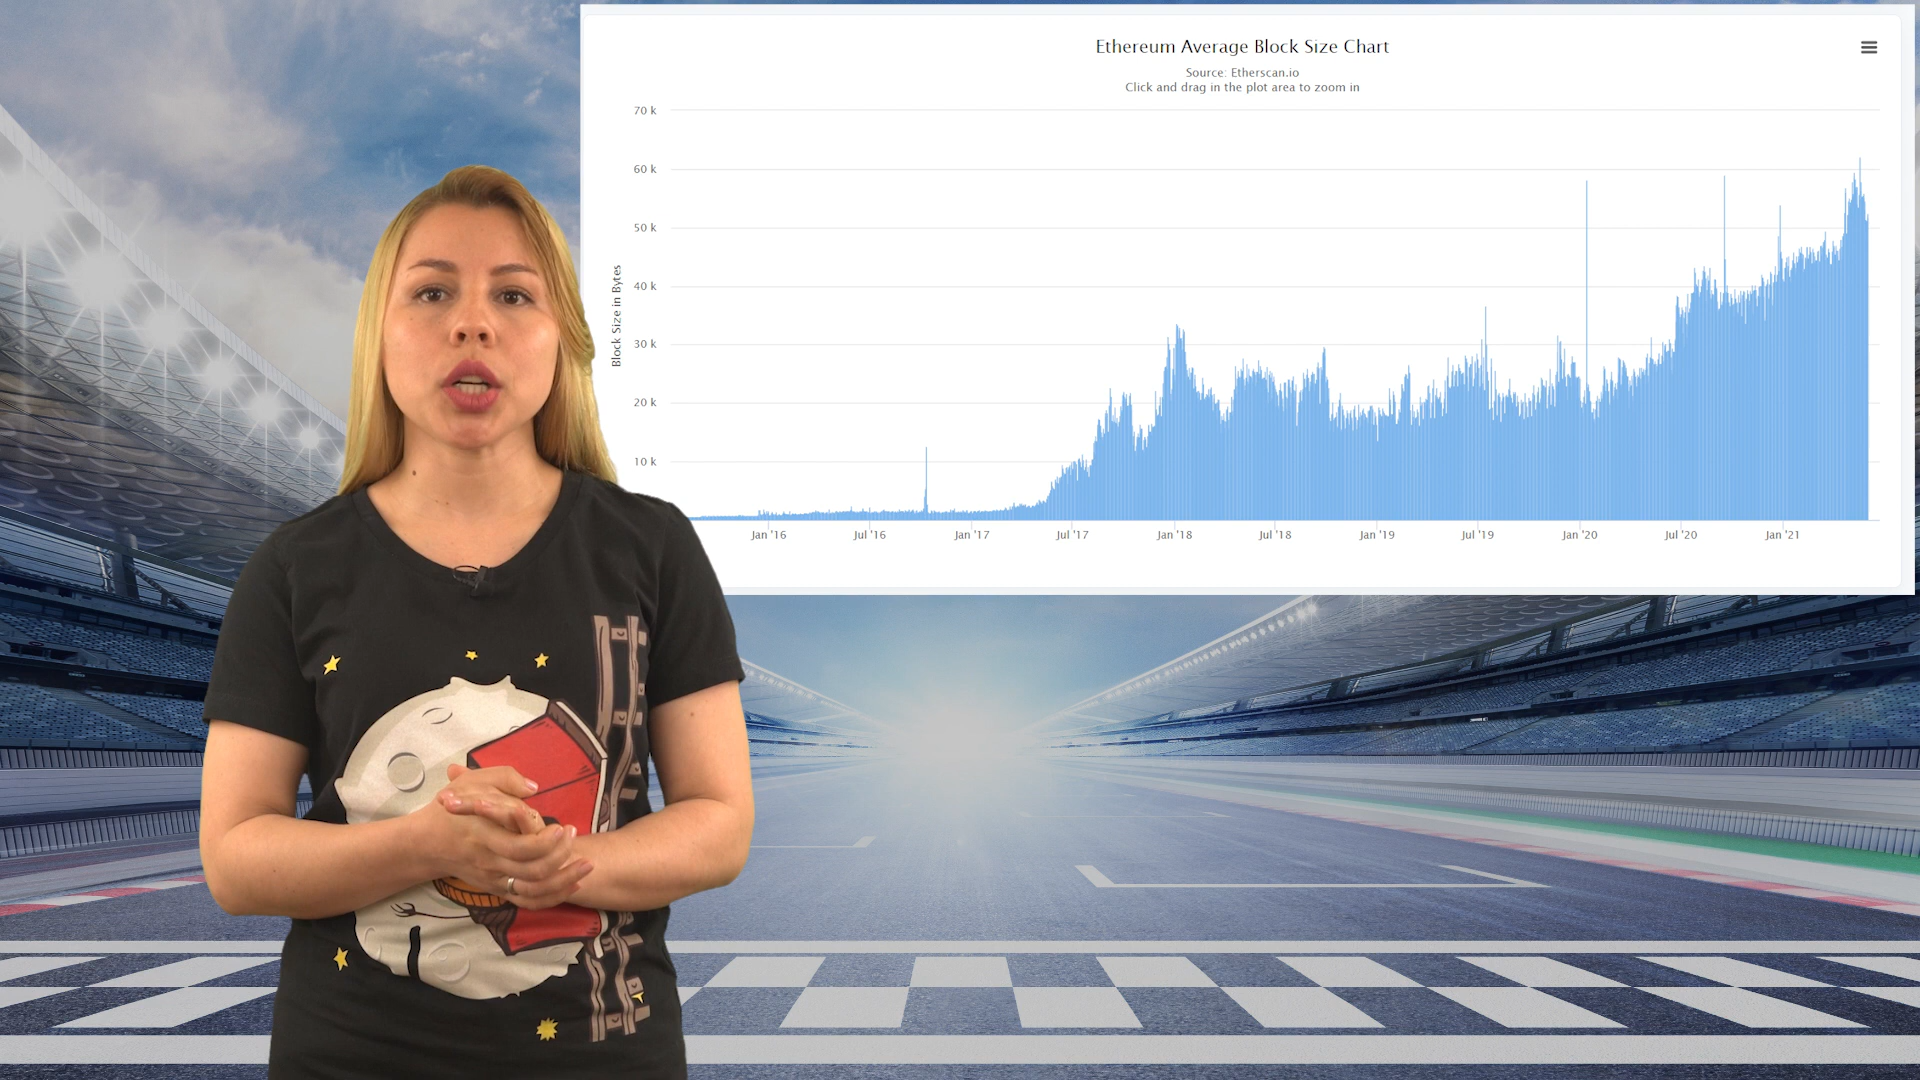 Ethereum Average Block Size Chart
Source: Etherscan.io
Click and drag in the plot area to zoom in
70 k
60 k
50 k
40 k
30 k
20 k
10 k
Block Size in Bytes
Jan '16
Jul '16
Jan '17
Jul '17
Jan '18
Jul '18
Jan '19
Jul '19
Jan '20
Jul '20
Jan '21